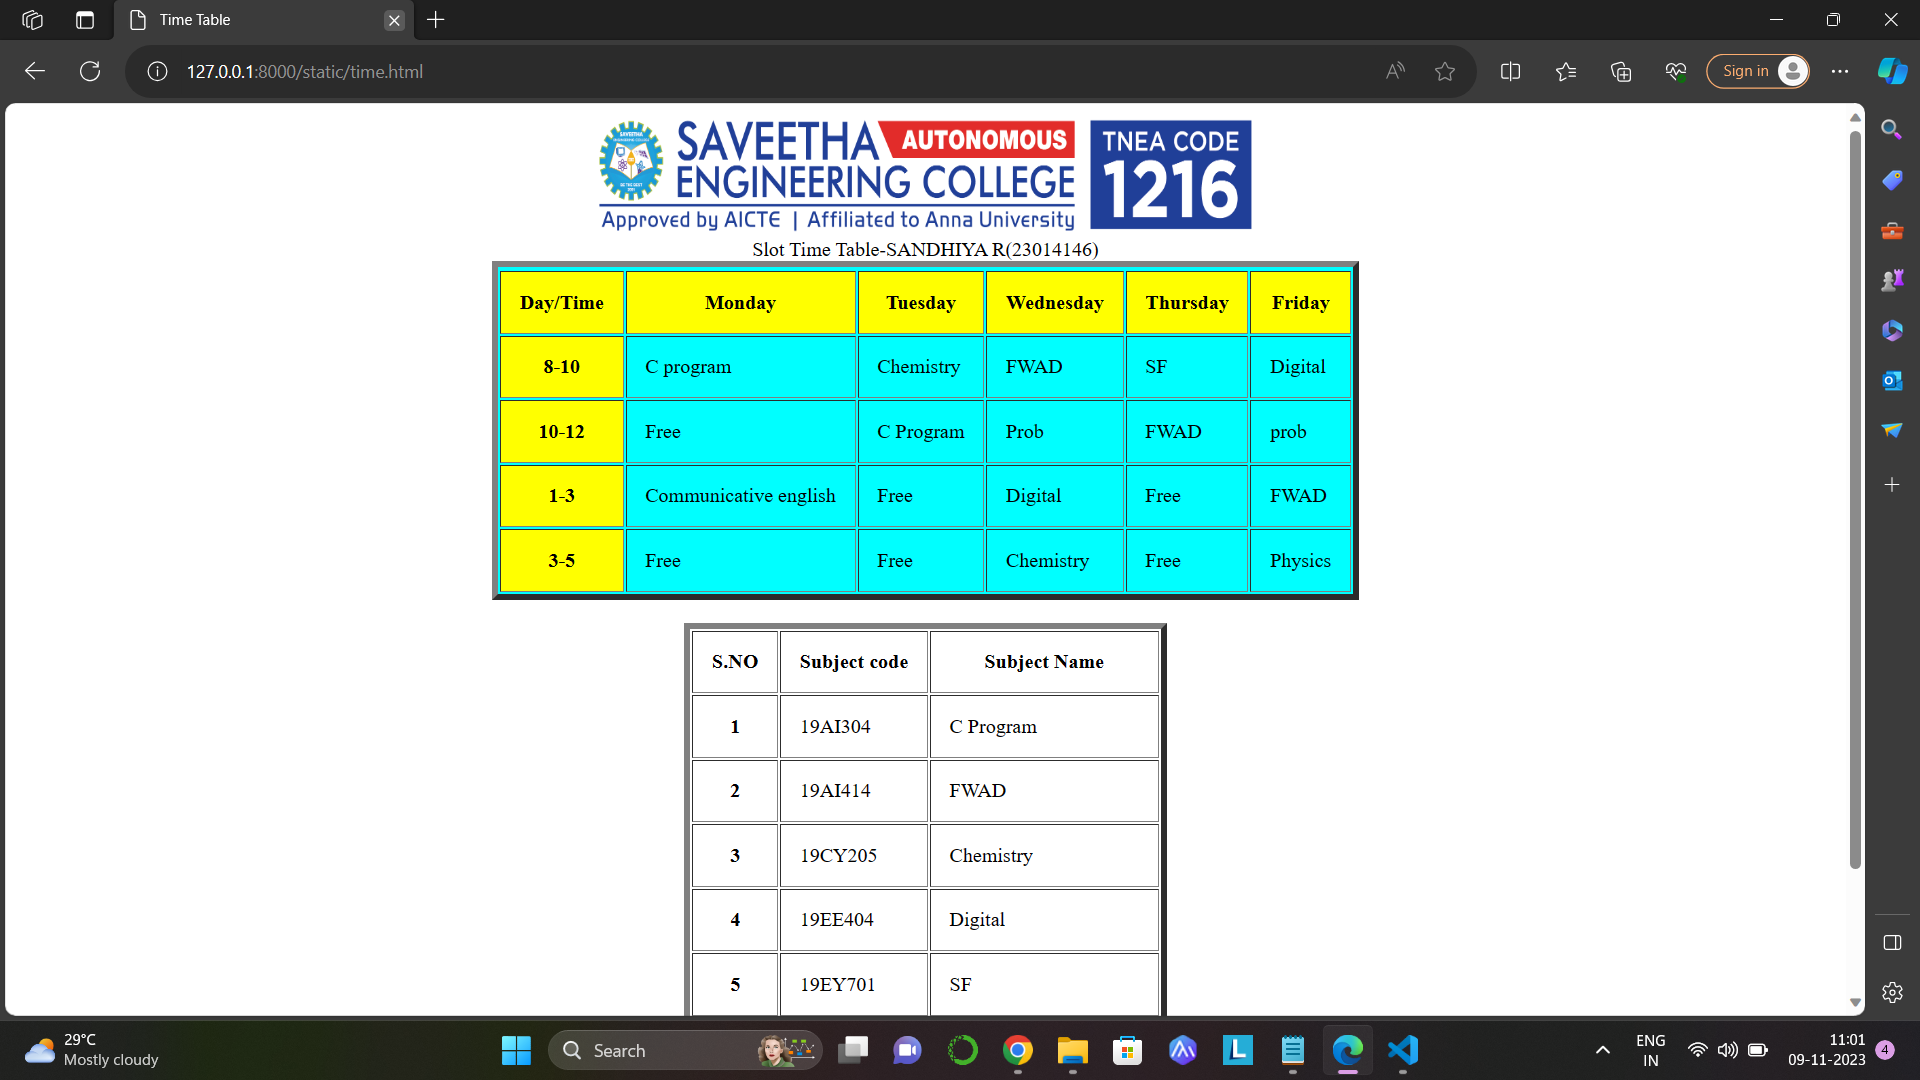 Time Table
127.0.0.1:8000/static/time.html
Sign in
SAVEETHA AUTONOMOUS
ENGINEERING COLLEGE
Approved by AICTE | Affiliated to Anna University
TNEA CODE
1216
Slot Time Table-SANDHIYA R(23014146)
Day/Time Monday Tuesday Wednesday Thursday Friday
8-10 C program Chemistry FWAD SF Digital
10-12 Free C Program Prob FWAD prob
1-3 Communicative english Free Digital Free FWAD
3-5 Free Free Chemistry Free Physics
S.NO Subject code Subject Name
1 19AI304 C Program
2 19AI414 FWAD
3 19CY205 Chemistry
4 19EE404 Digital
5 19EY701 SF
29°C
Mostly cloudy
Search
ENG
IN
11:01
09-11-2023
4